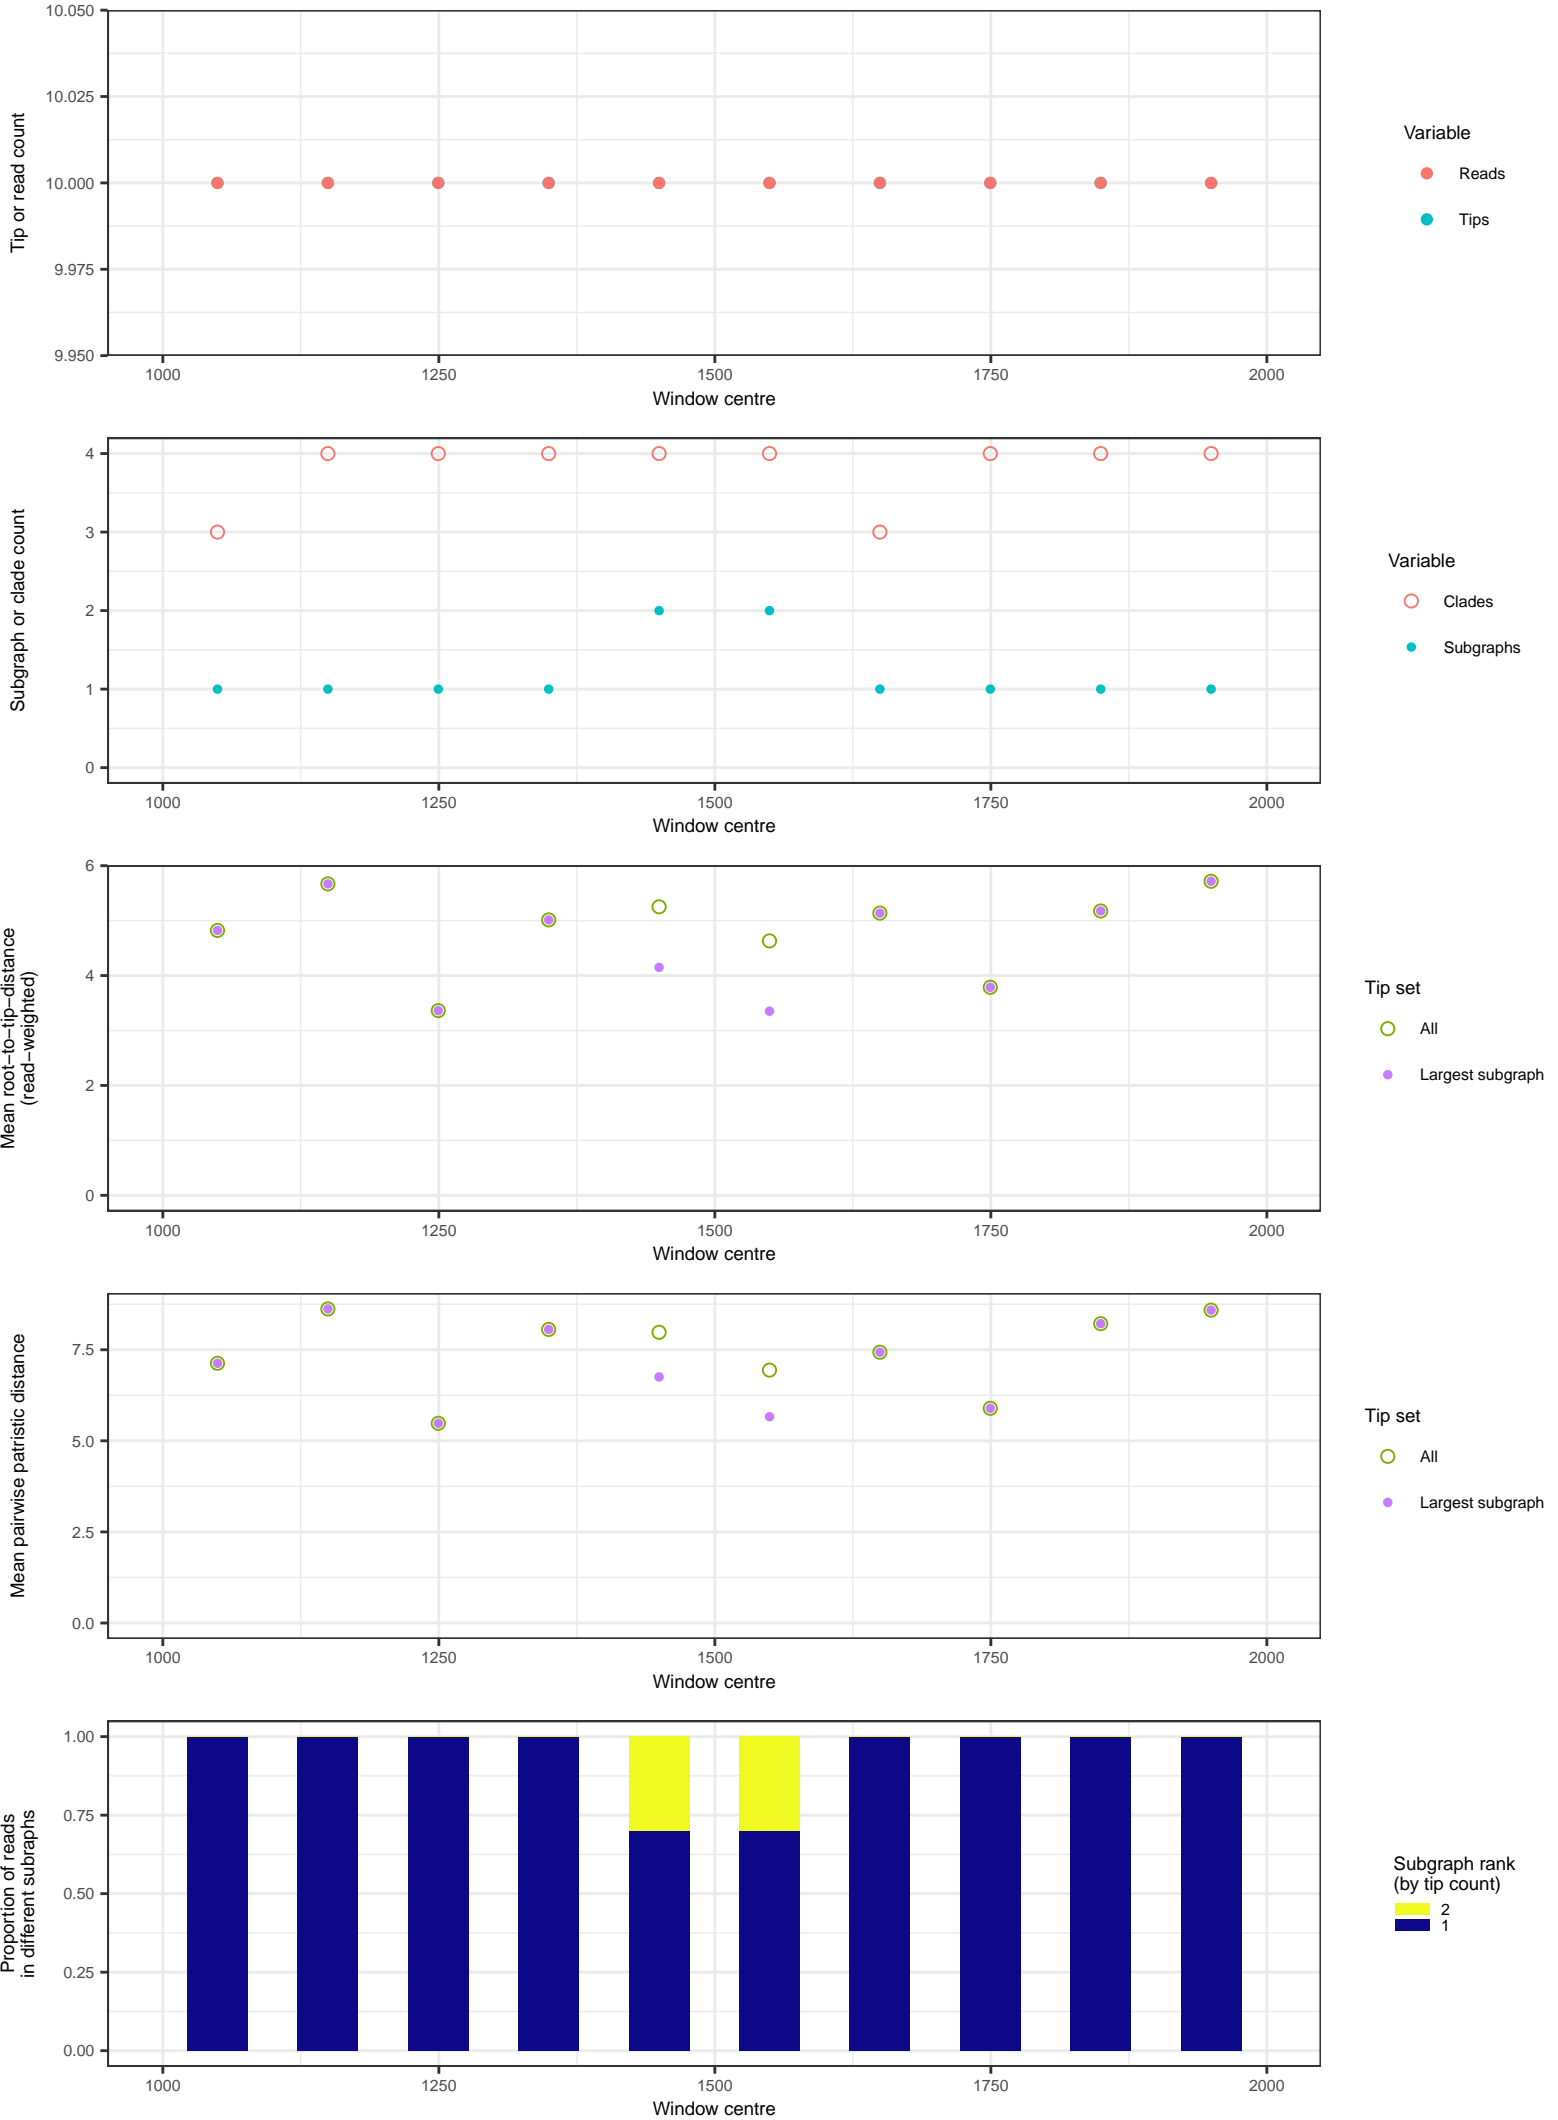 10.050
10.025
10.000
9.975
9.950
Tip or read count
1000 1250 1500 1750 2000
Window centre
Variable
Reads
Tips
4
3
2
1
0
Subgraph or clade count
1000 1250 1500 1750 2000
Window centre
Variable
Clades
Subgraphs
6
4
2
0
Mean root−to−tip−distance
(read−weighted)
1000 1250 1500 1750 2000
Window centre
Tip set
All
Largest subgraph
7.5
5.0
2.5
0.0
Mean pairwise patristic distance
1000 1250 1500 1750 2000
Window centre
Tip set
All
Largest subgraph
1.00
0.75
0.50
0.25
0.00
Proportion of reads
in different subraphs
1000 1250 1500 1750 2000
Window centre
Subgraph rank
(by tip count)
2
1